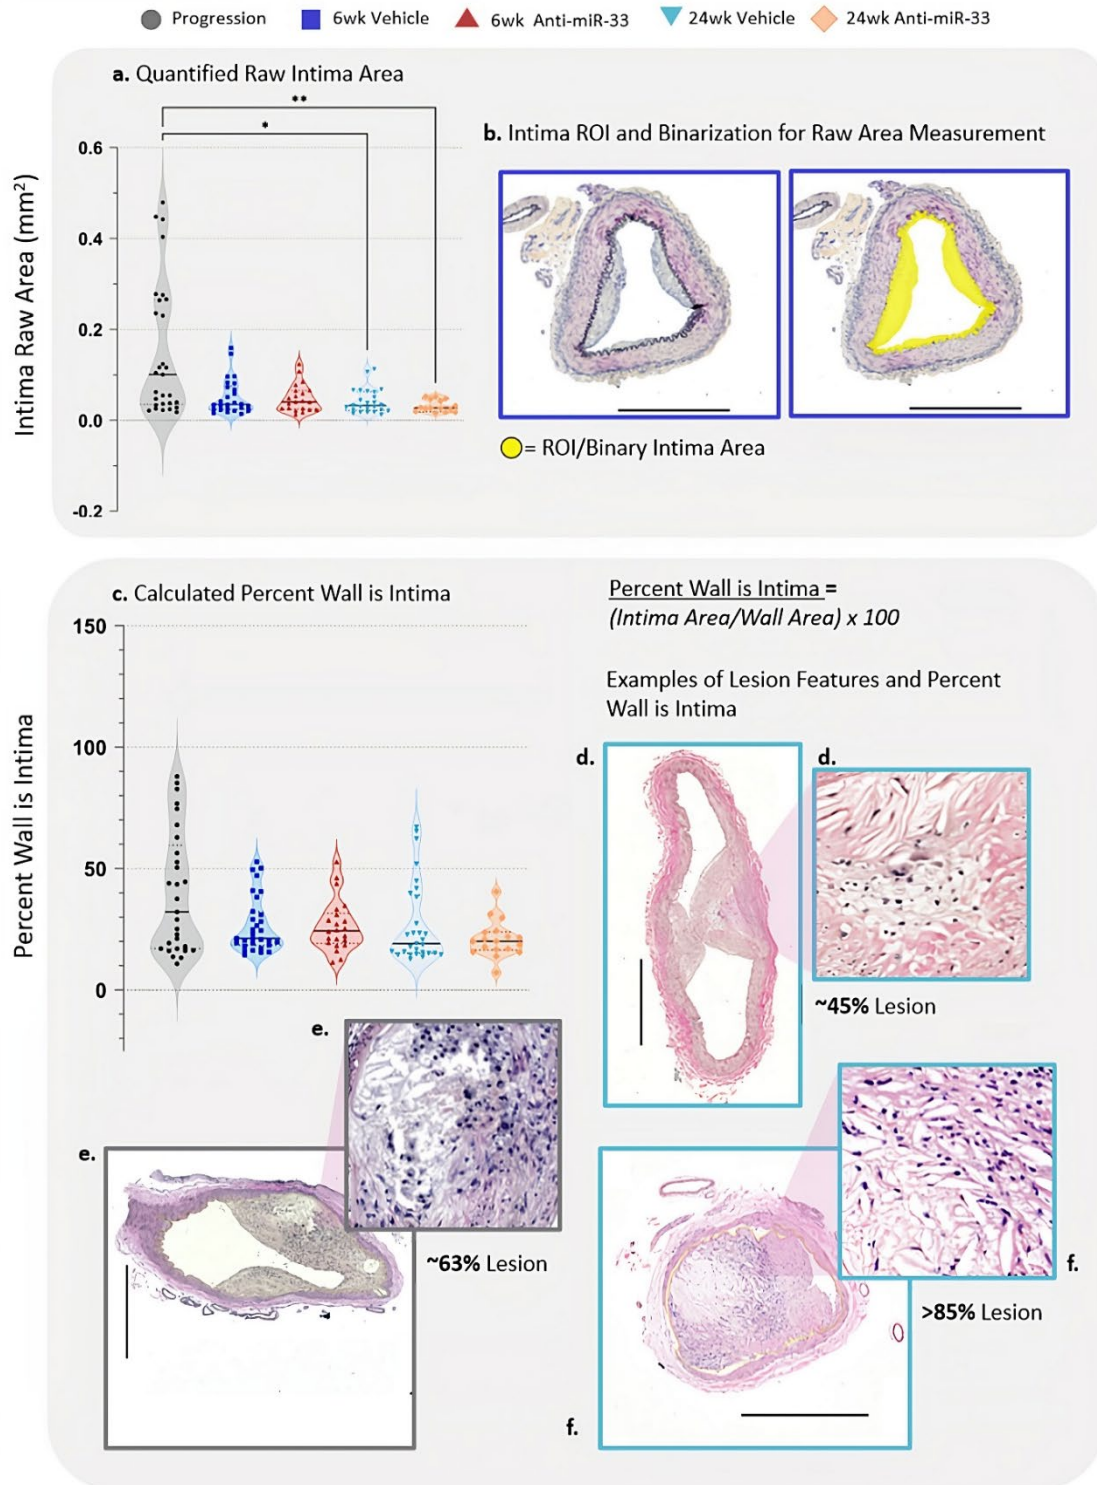 Progression 6wk Vehicle 6wk Anti-miR-33 24wk Vehicle 24wk Anti-miR-33
a. Quantified Raw Intima Area
**
*
Intima Raw Area (mm²)
0.6
0.4
0.2
0.0
-0.2
b. Intima ROI and Binarization for Raw Area Measurement
= ROI/Binary Intima Area
c. Calculated Percent Wall is Intima
Percent Wall is Intima
150
100
50
0
Percent Wall is Intima =
(Intima Area/Wall Area) x 100
Examples of Lesion Features and Percent
Wall is Intima
d.
d.
~45% Lesion
e.
e.
~63% Lesion
f.
>85% Lesion
f.